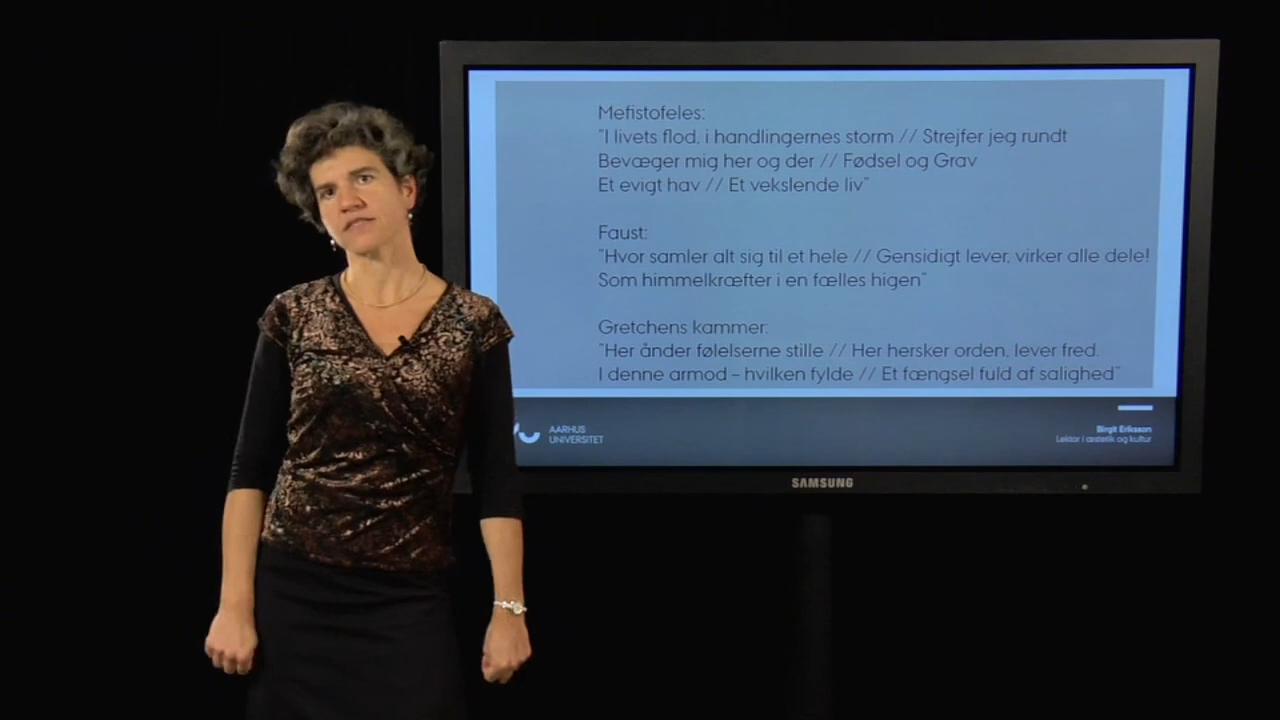 Mefistofeles:
"I livets flod, i handlingernes storm // Strejfer jeg rundt
Bevæger mig her og der // Fødsel og Grav
Et evigt hav // Et vekslende liv"
Faust:
"Hvor samler alt sig til et hele // Gensidigt lever, virker alle dele!
Som himmelkræfter i en fælles higen"
Gretchens kammer:
"Her ånder følelserne stille // Her hersker orden, lever fred.
I denne armod – hvilken fylde // Et fængsel fuld af salighed"
AARHUS
UNIVERSITET
Birgit Eriksson
Lektor i æstetik og kultur
SAMSUNG